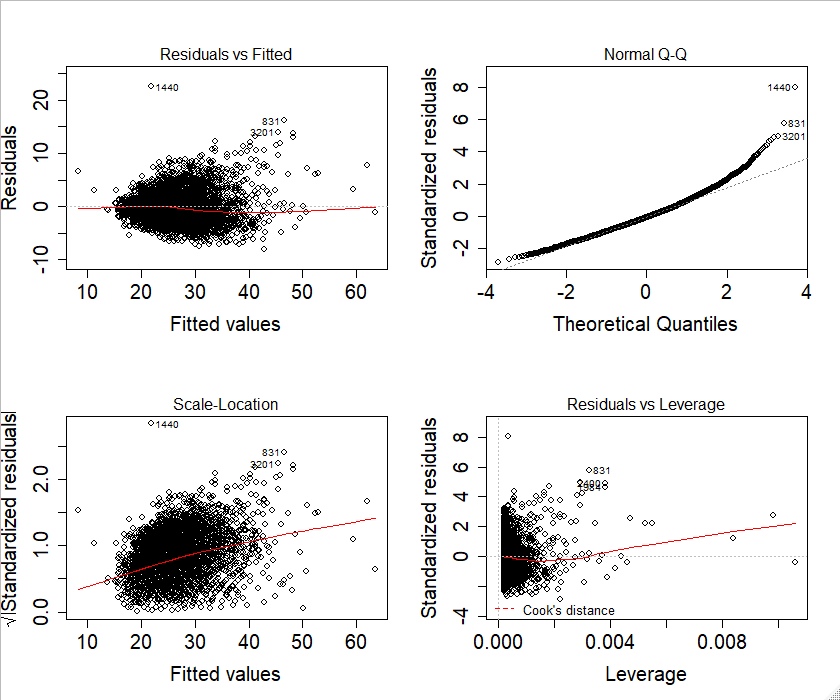 Residuals vs Fitted
Residuals
20
10
0
-10
1440
831
3201
10 20 30 40 50 60
Fitted values
Normal Q-Q
Standardized residuals
8
6
4
2
0
-2
1440
831
3201
-4 -2 0 2 4
Theoretical Quantiles
Scale-Location
√|Standardized residuals|
2.0
1.0
0.0
1440
831
3201
10 20 30 40 50 60
Fitted values
Residuals vs Leverage
Standardized residuals
8
6
4
2
0
-4
831
Cook's distance
0.000 0.004 0.008
Leverage